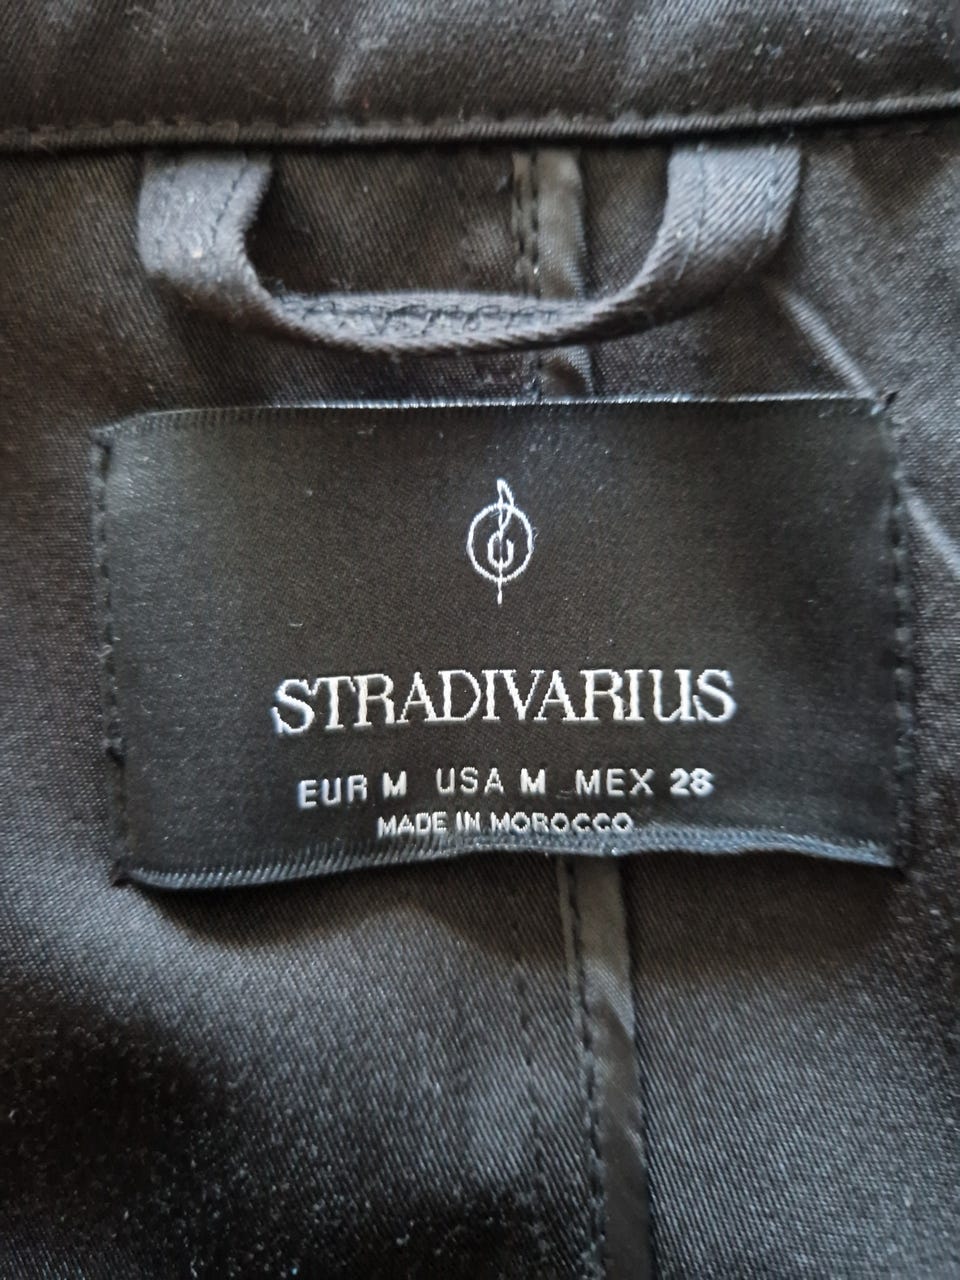 STRADIVARIUS
EUR M USA M MEX 28
MADE IN MOROCCO